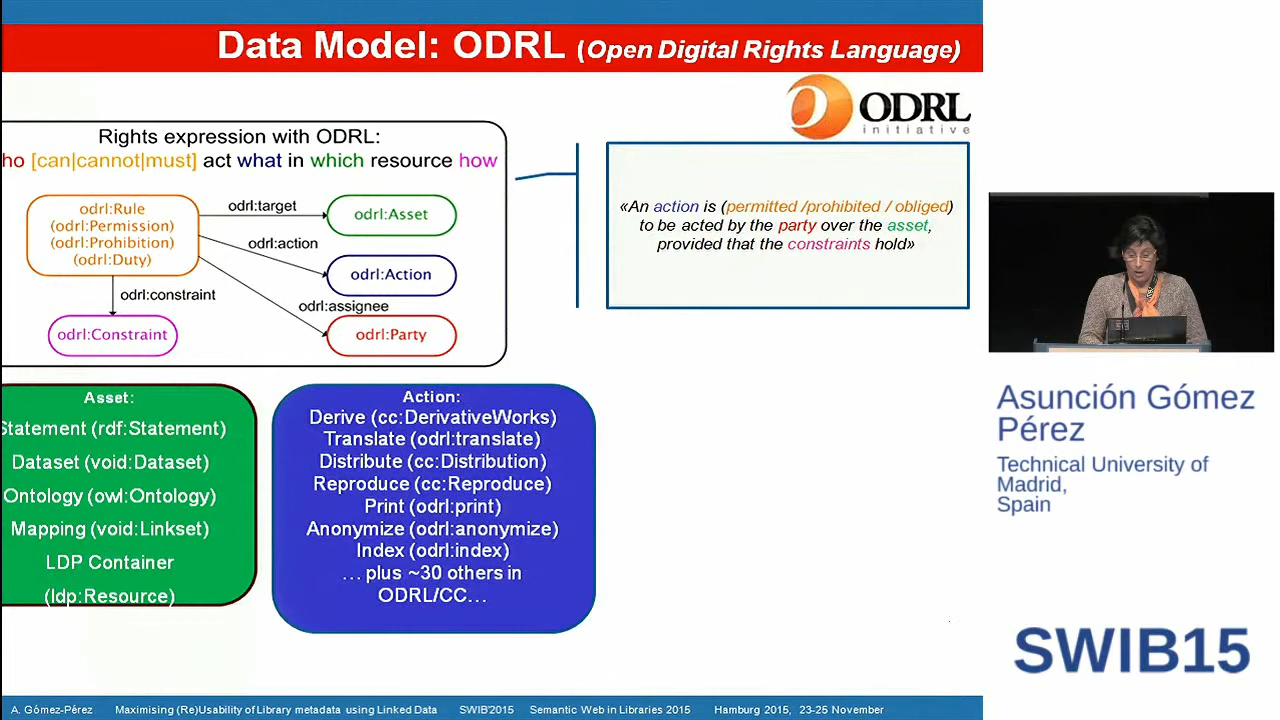 Data Model: ODRL (Open Digital Rights Language)
ODRL
initiative
Rights expression with ODRL:
ho [can|cannot|must] act what in which resource how
odrl:Rule
(odrl:Permission)
(odrl:Prohibition)
(odrl:Duty)
odrl:target
odrl:Asset
odrl:action
odrl:Action
odrl:constraint
odrl:assignee
odrl:Constraint
odrl:Party
«An action is (permitted /prohibited / obliged)
to be acted by the party over the asset,
provided that the constraints hold»
Asset:
Statement (rdf:Statement)
Dataset (void:Dataset)
Ontology (owl:Ontology)
Mapping (void:Linkset)
LDP Container
(ldp:Resource)
Action:
Derive (cc:DerivativeWorks)
Translate (odrl:translate)
Distribute (cc:Distribution)
Reproduce (cc:Reproduce)
Print (odrl:print)
Anonymize (odrl:anonymize)
Index (odrl:index)
… plus ~30 others in
ODRL/CC…
Asunción Gómez
Pérez
Technical University of
Madrid,
Spain
SWIB15
A. Gómez-Pérez Maximising (Re)Usability of Library metadata using Linked Data SWIB'2015 Semantic Web in Libraries 2015 Hamburg 2015, 23-25 November